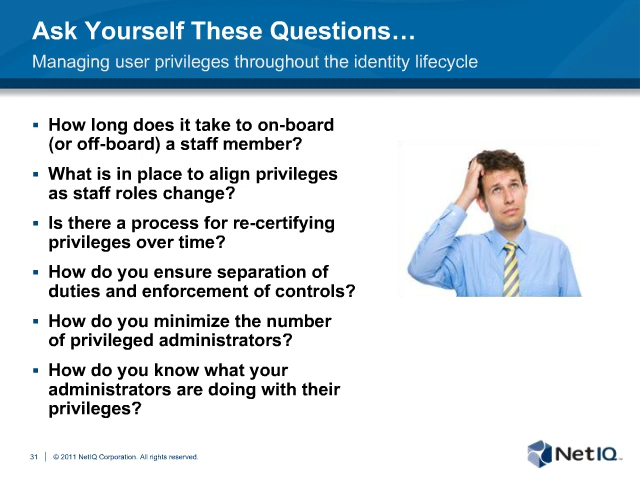 Ask Yourself These Questions…
Managing user privileges throughout the identity lifecycle
▪ How long does it take to on-board
(or off-board) a staff member?
▪ What is in place to align privileges
as staff roles change?
▪ Is there a process for re-certifying
privileges over time?
▪ How do you ensure separation of
duties and enforcement of controls?
▪ How do you minimize the number
of privileged administrators?
▪ How do you know what your
administrators are doing with their
privileges?
31 | © 2011 NetIQ Corporation. All rights reserved.
NetIQ